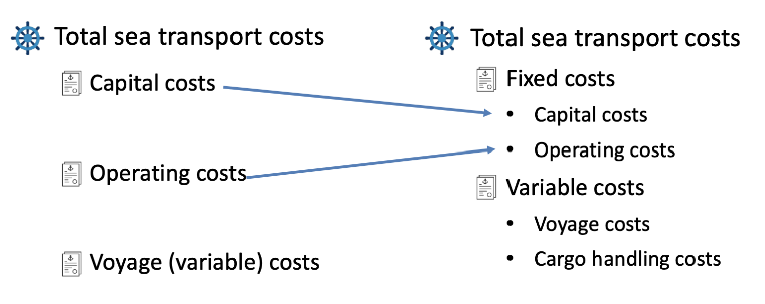 Total sea transport costs
Capital costs
Operating costs
Voyage (variable) costs
Total sea transport costs
Fixed costs
• Capital costs
• Operating costs
Variable costs
• Voyage costs
• Cargo handling costs